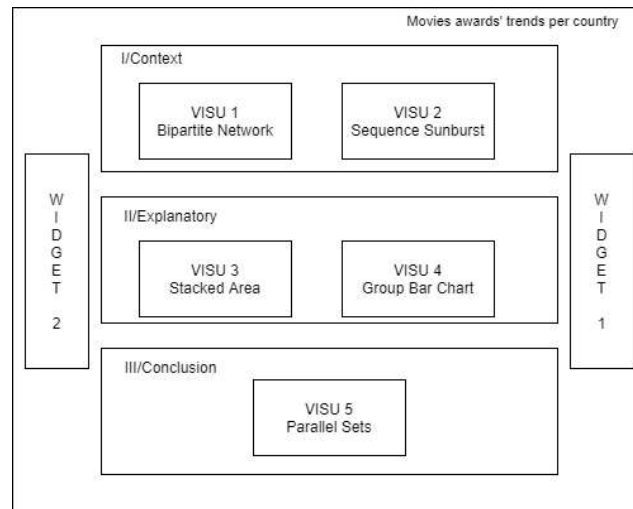 Movies awards' trends per country
I/Context
VISU 1
Bipartite Network
VISU 2
Sequence Sunburst
W
I
D
G
E
T
2
W
I
D
G
E
T
1
II/Explanatory
VISU 3
Stacked Area
VISU 4
Group Bar Chart
III/Conclusion
VISU 5
Parallel Sets